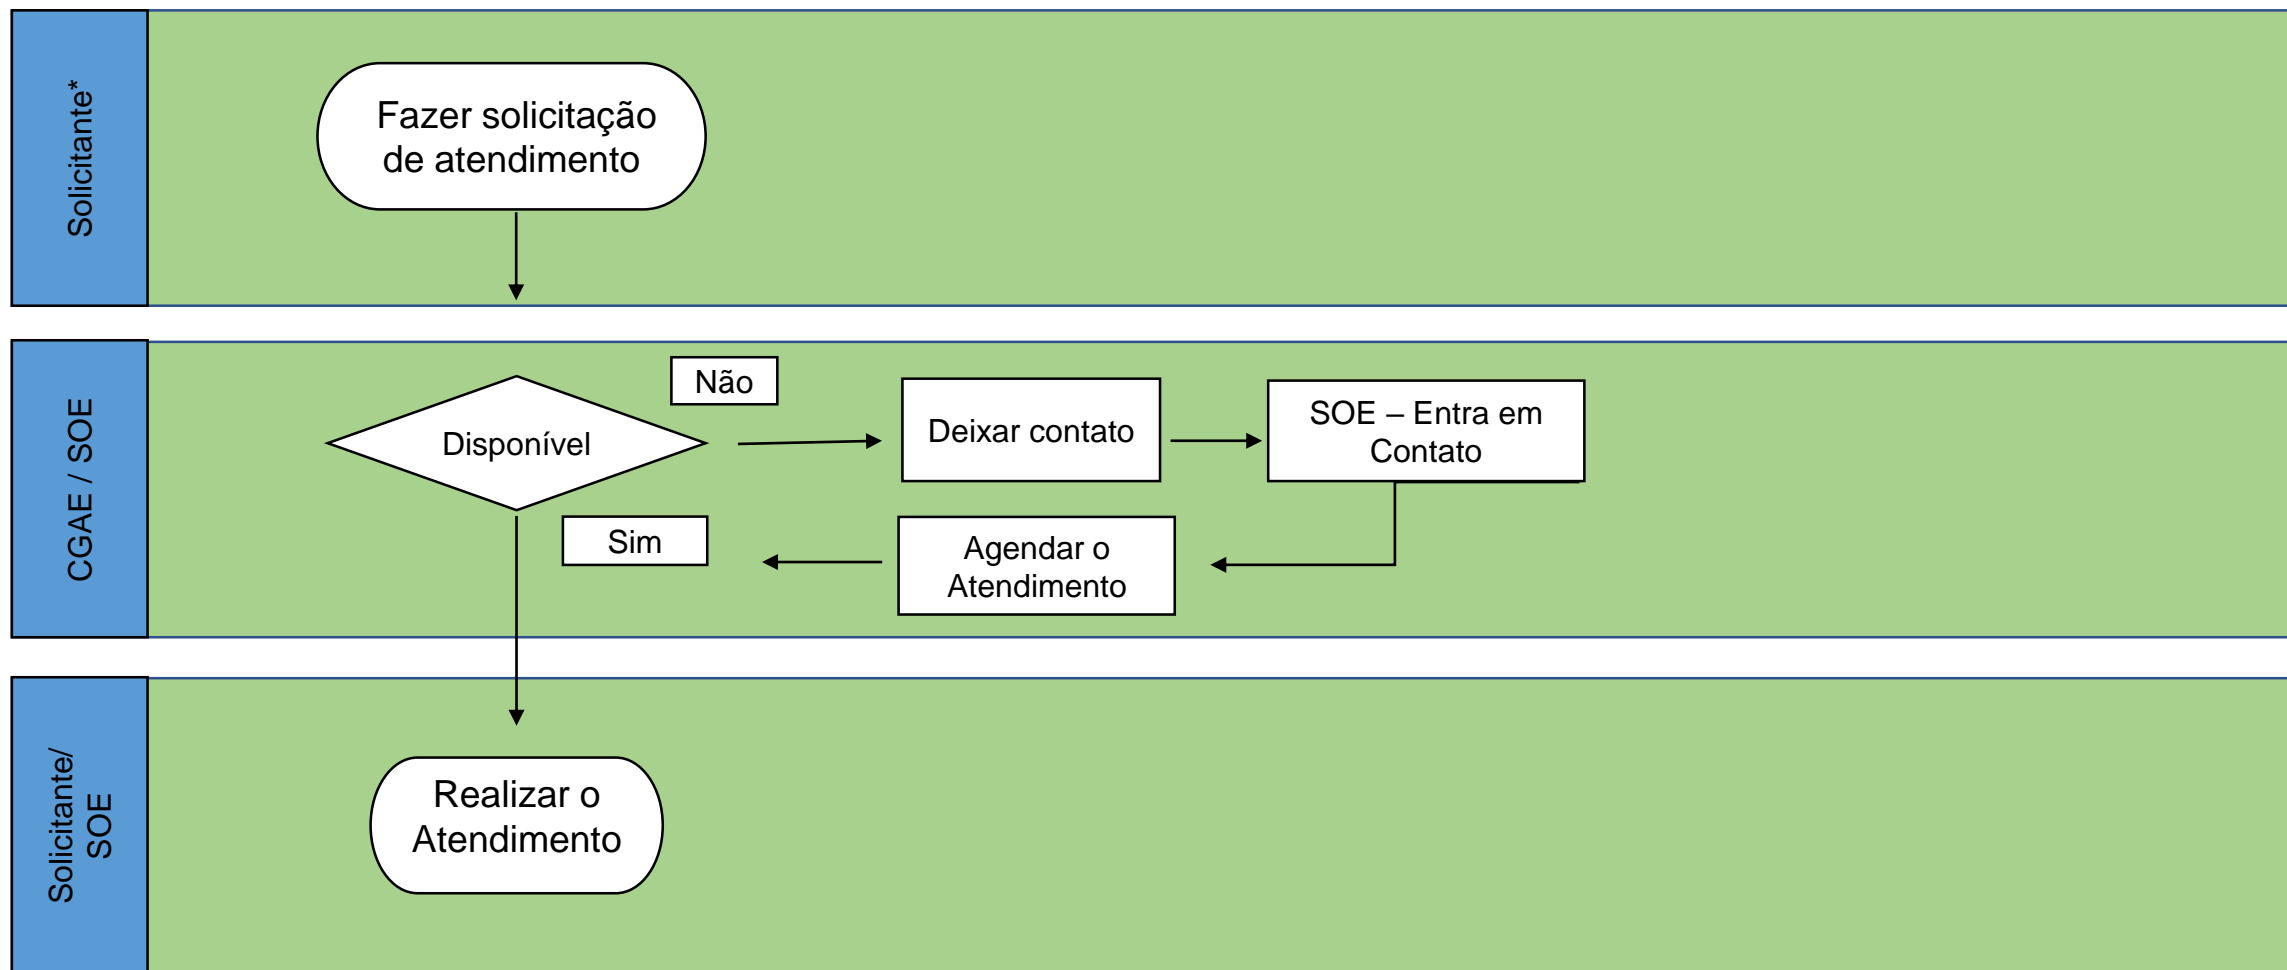 Solicitante*
Fazer solicitação
de atendimento
CGAE / SOE
Disponível
Não
Deixar contato
SOE – Entra em
Contato
Sim
Agendar o
Atendimento
Solicitante/
SOE
Realizar o
Atendimento